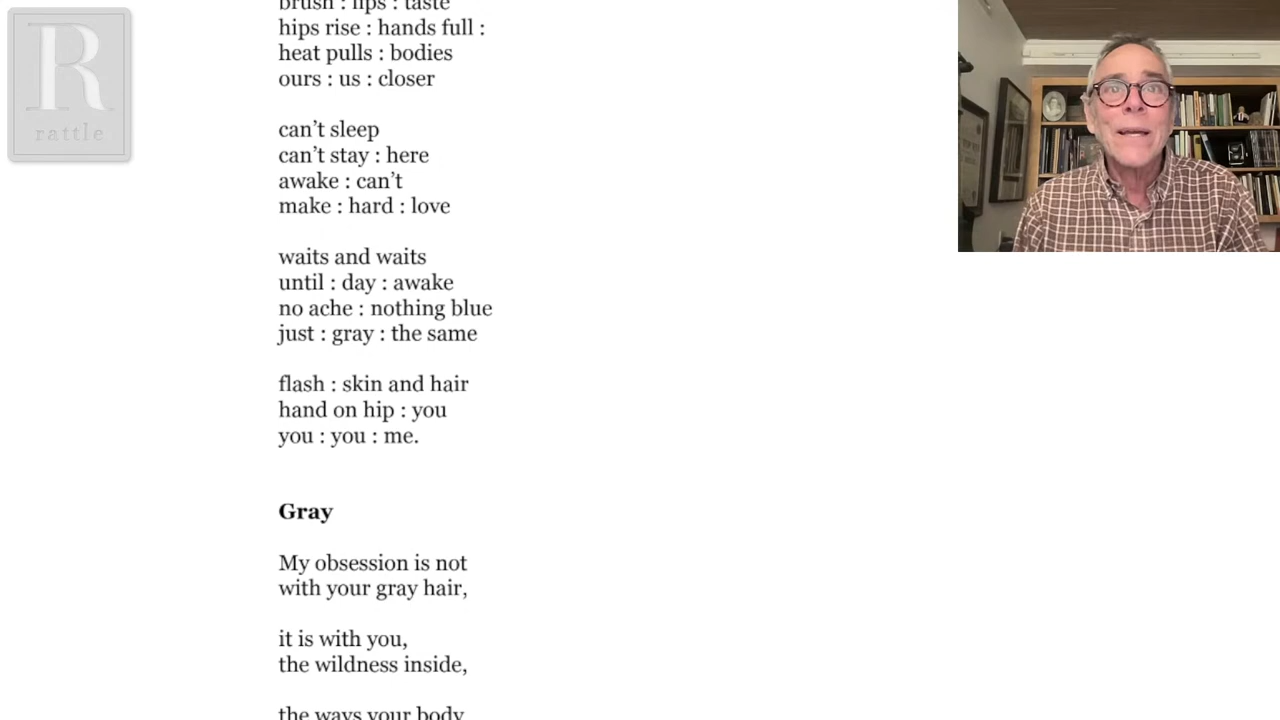 R
rattle
brush : lips : taste
hips rise : hands full :
heat pulls : bodies
ours : us : closer
can’t sleep
can’t stay : here
awake : can’t
make : hard : love
waits and waits
until : day : awake
no ache : nothing blue
just : gray : the same
flash : skin and hair
hand on hip : you
you : you : me.
Gray
My obsession is not
with your gray hair,
it is with you,
the wildness inside,
the ways your body